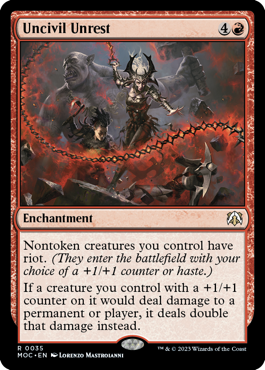 Uncivil Unrest 4
Enchantment
Nontoken creatures you control have
riot. (They enter the battlefield with your
choice of a +1/+1 counter or haste.)
If a creature you control with a +1/+1
counter on it would deal damage to a
permanent or player, it deals double
that damage instead.
R 0035
MOC • EN Lorenzo Mastroianni
™ & © 2023 Wizards of the Coast